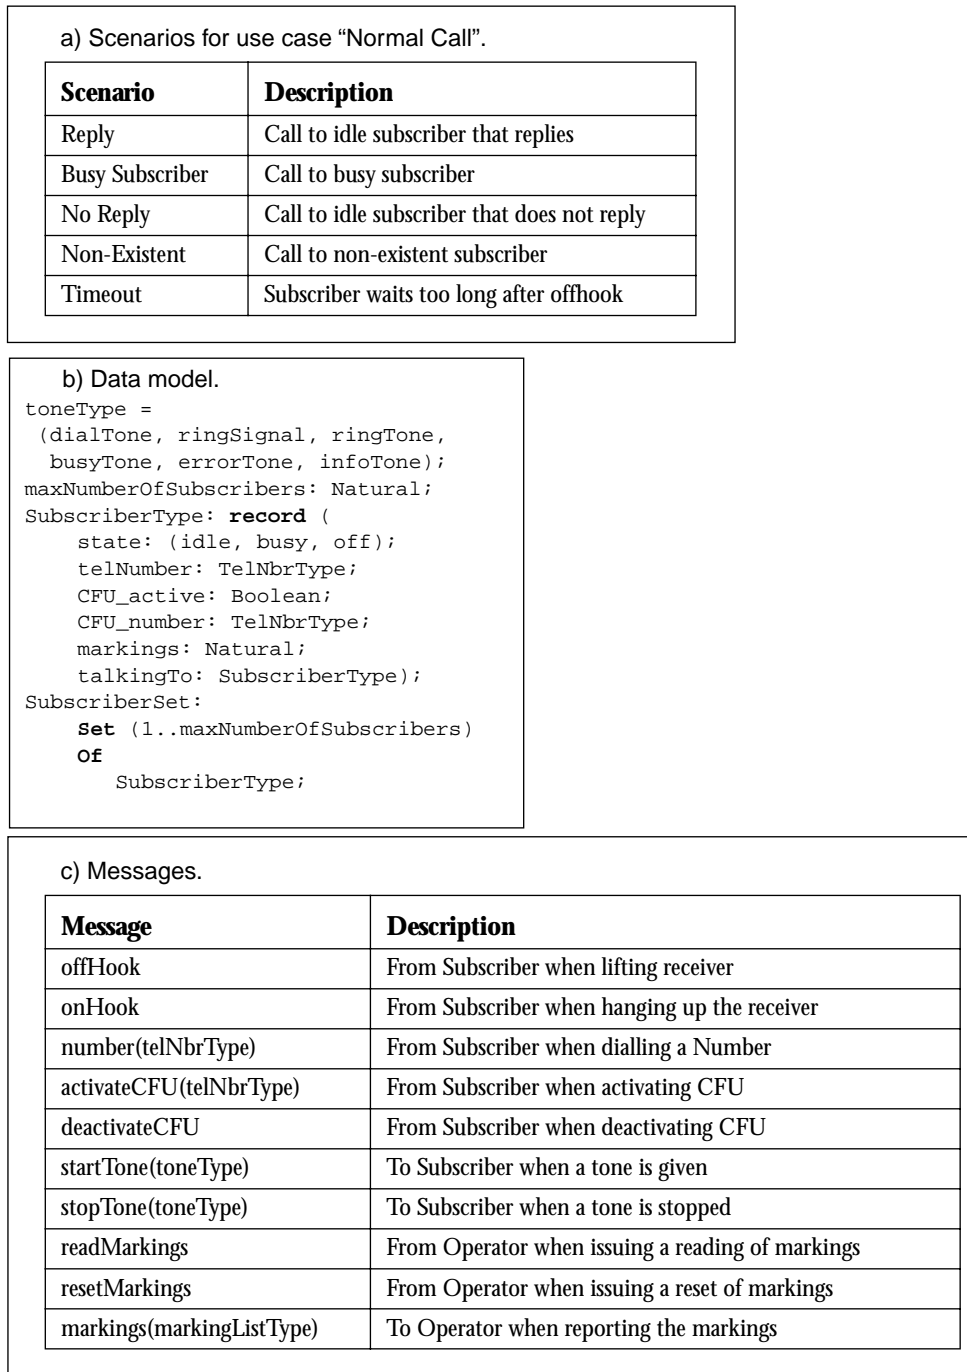 a) Scenarios for use case “Normal Call”.
Scenario Description
Reply Call to idle subscriber that replies
Busy Subscriber Call to busy subscriber
No Reply Call to idle subscriber that does not reply
Non-Existent Call to non-existent subscriber
Timeout Subscriber waits too long after offhook
b) Data model.
toneType =
(dialTone, ringSignal, ringTone,
busyTone, errorTone, infoTone);
maxNumberOfSubscribers: Natural;
SubscriberType: record (
state: (idle, busy, off);
telNumber: TelNbrType;
CFU_active: Boolean;
CFU_number: TelNbrType;
markings: Natural;
talkingTo: SubscriberType);
SubscriberSet:
Set (1..maxNumberOfSubscribers)
Of
SubscriberType;
c) Messages.
Message Description
offHook From Subscriber when lifting receiver
onHook From Subscriber when hanging up the receiver
number(telNbrType) From Subscriber when dialling a Number
activateCFU(telNbrType) From Subscriber when activating CFU
deactivateCFU From Subscriber when deactivating CFU
startTone(toneType) To Subscriber when a tone is given
stopTone(toneType) To Subscriber when a tone is stopped
readMarkings From Operator when issuing a reading of markings
resetMarkings From Operator when issuing a reset of markings
markings(markingListType) To Operator when reporting the markings